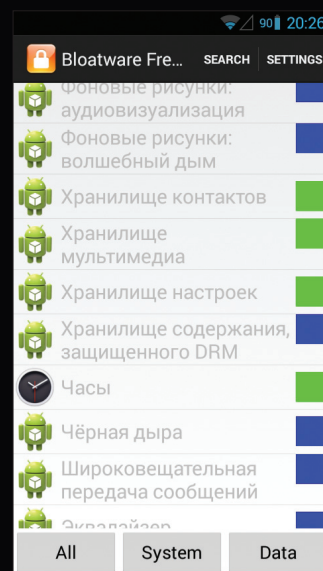 90 20:26
Bloatware Fre... SEARCH SETTINGS
Фоновые рисунки:
аудиовизуализация
Фоновые рисунки:
волшебный дым
Хранилище контактов
Хранилище
мультимедиа
Хранилище настроек
Хранилище содержания,
защищенного DRM
Часы
Чёрная дыра
Широковещательная
передача сообщений
Эквалайзер
All System Data